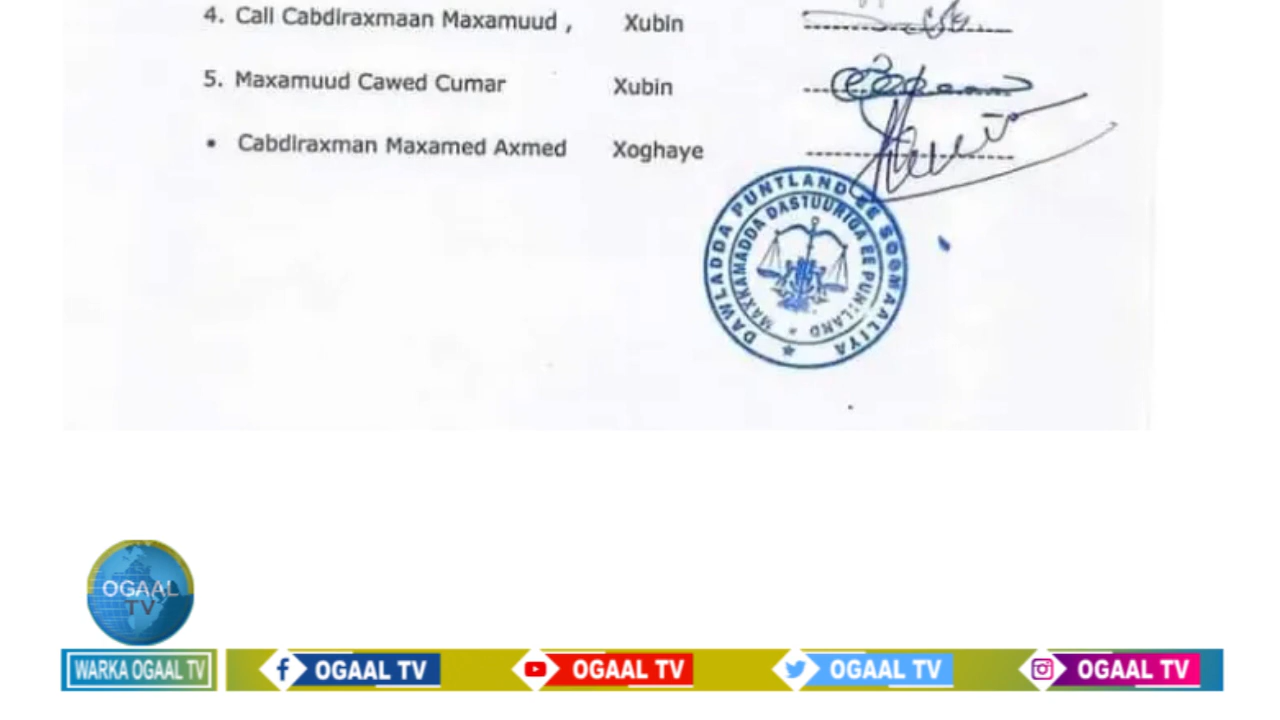 4. Cali Cabdiraxmaan Maxamuud , Xubin
5. Maxamuud Cawed Cumar Xubin
• Cabdiraxman Maxamed Axmed Xoghaye
DAWLADDA PUNTLAND EE SOOMAALIYA
MAXKAMADDA DASTUURIGA EE PUNTLAND
OGAAL
TV
WARKA OGAAL TV OGAAL TV OGAAL TV OGAAL TV OGAAL TV